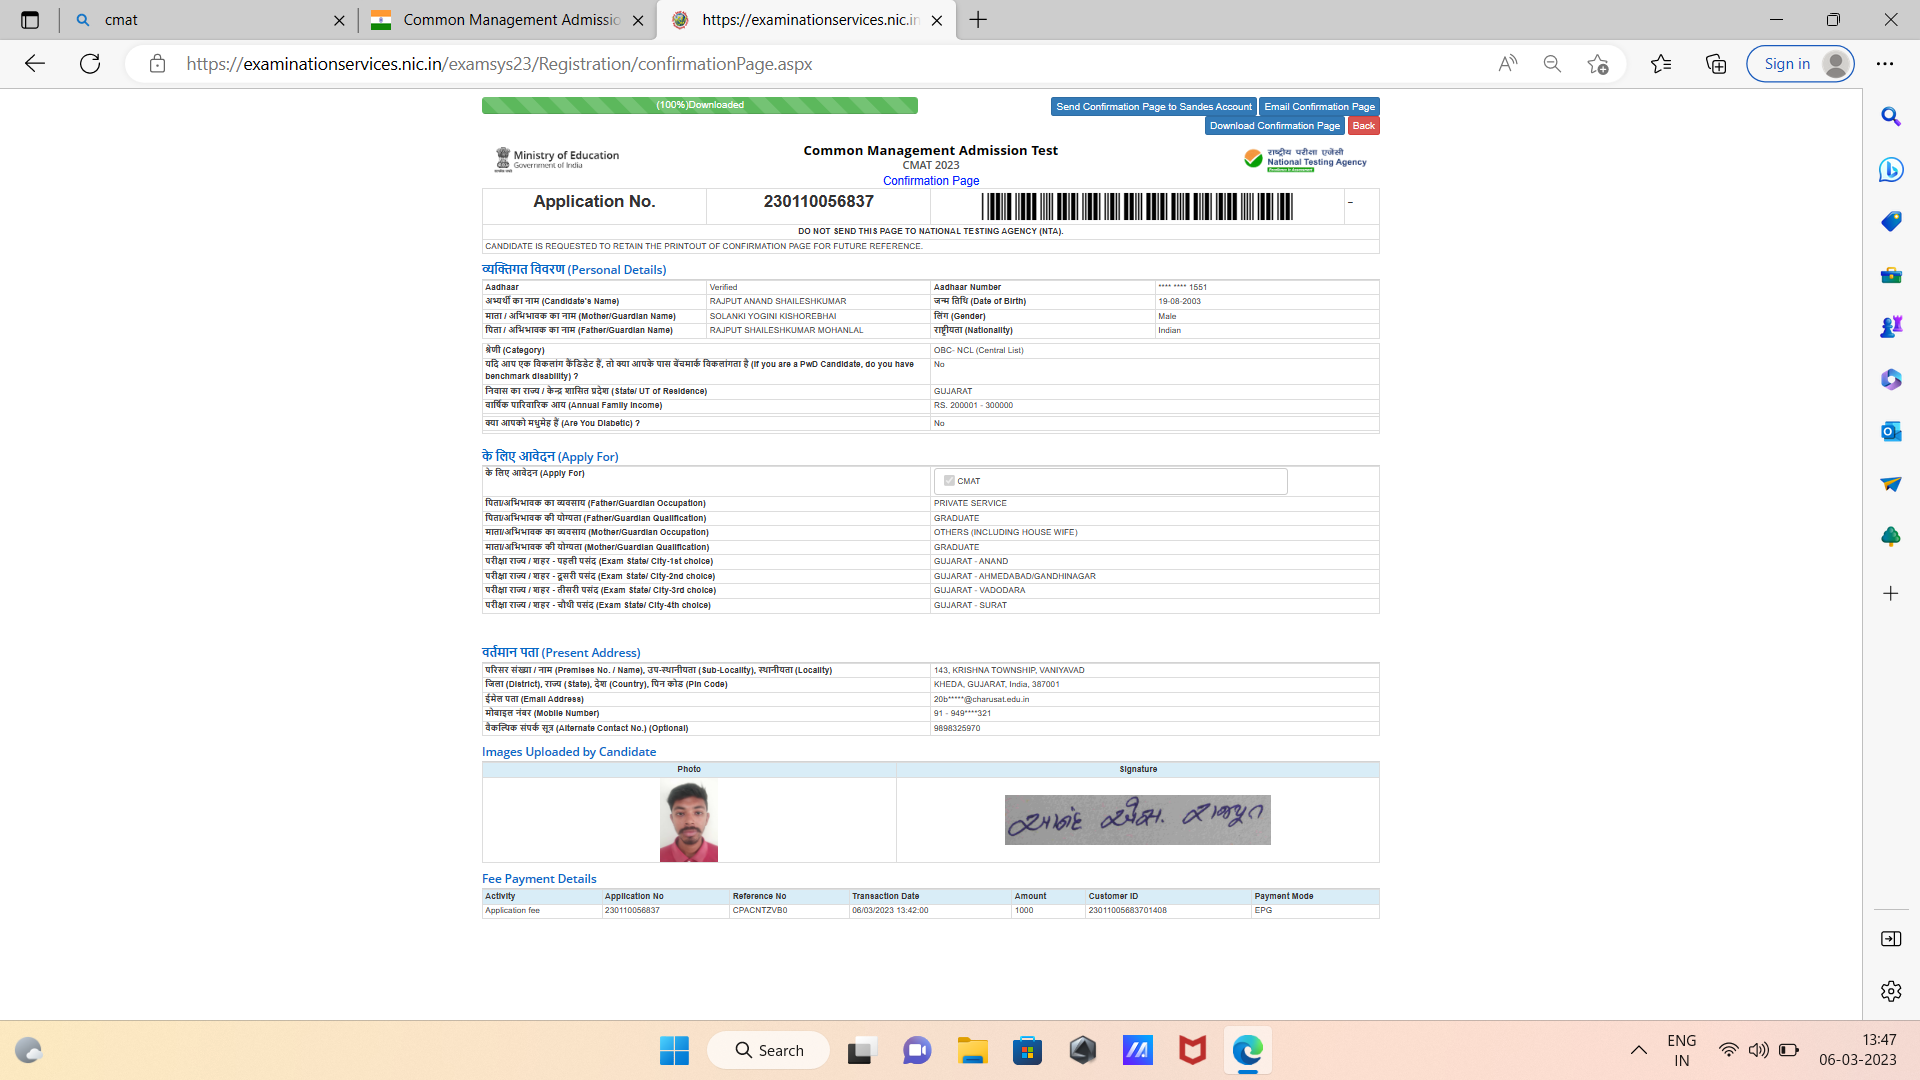 cmat
Common Management Admissio
https://examinationservices.nic.in
https://examinationservices.nic.in/examsys23/Registration/confirmationPage.aspx
Sign in
(100%)Downloaded
Send Confirmation Page to Sandes Account Email Confirmation Page
Download Confirmation Page Back
Ministry of Education
Government of India
Common Management Admission Test
CMAT 2023
Confirmation Page
राष्ट्रीय परीक्षा एजेंसी
National Testing Agency
Excellence in Assessment
Application No. 230110056837 -
DO NOT SEND THIS PAGE TO NATIONAL TESTING AGENCY (NTA).
CANDIDATE IS REQUESTED TO RETAIN THE PRINTOUT OF CONFIRMATION PAGE FOR FUTURE REFERENCE.
व्यक्तिगत विवरण (Personal Details)
Aadhaar Verified Aadhaar Number **** **** 1551
अभ्यर्थी का नाम (Candidate's Name) RAJPUT ANAND SHAILESHKUMAR जन्म तिथि (Date of Birth) 19-08-2003
माता / अभिभावक का नाम (Mother/Guardian Name) SOLANKI YOGINI KISHOREBHAI लिंग (Gender) Male
पिता / अभिभावक का नाम (Father/Guardian Name) RAJPUT SHAILESHKUMAR MOHANLAL राष्ट्रीयता (Nationality) Indian
श्रेणी (Category) OBC- NCL (Central List)
यदि आप एक विकलांग कैंडिडेट हैं, तो क्या आपके पास बेंचमार्क विकलांगता है (If you are a PwD Candidate, do you have No
benchmark disability) ?
निवास का राज्य / केन्द्र शासित प्रदेश (State/ UT of Residence) GUJARAT
वार्षिक पारिवारिक आय (Annual Family Income) RS. 200001 - 300000
क्या आपको मधुमेह हैं (Are You Diabetic) ? No
के लिए आवेदन (Apply For)
के लिए आवेदन (Apply For) CMAT
पिता/अभिभावक का व्यवसाय (Father/Guardian Occupation) PRIVATE SERVICE
पिता/अभिभावक की योग्यता (Father/Guardian Qualification) GRADUATE
माता/अभिभावक का व्यवसाय (Mother/Guardian Occupation) OTHERS (INCLUDING HOUSE WIFE)
माता/अभिभावक की योग्यता (Mother/Guardian Qualification) GRADUATE
परीक्षा राज्य / शहर - पहली पसंद (Exam State/ City-1st choice) GUJARAT - ANAND
परीक्षा राज्य / शहर - दूसरी पसंद (Exam State/ City-2nd choice) GUJARAT - AHMEDABAD/GANDHINAGAR
परीक्षा राज्य / शहर - तीसरी पसंद (Exam State/ City-3rd choice) GUJARAT - VADODARA
परीक्षा राज्य / शहर - चौथी पसंद (Exam State/ City-4th choice) GUJARAT - SURAT
वर्तमान पता (Present Address)
परिसर संख्या / नाम (Premises No. / Name), उप-स्थानीयता (Sub-Locality), स्थानीयता (Locality) 143, KRISHNA TOWNSHIP, VANIYAVAD
जिला (District), राज्य (State), देश (Country), पिन कोड (Pin Code) KHEDA, GUJARAT, India, 387001
ईमेल पता (Email Address) 20b*****@charusat.edu.in
मोबाइल नंबर (Mobile Number) 91 - 949****321
वैकल्पिक संपर्क सूत्र (Alternate Contact No.) (Optional) 9898325970
Images Uploaded by Candidate
Photo Signature
આનંદ એસ. રાજપૂત
Fee Payment Details
Activity Application No Reference No Transaction Date Amount Customer ID Payment Mode
Application fee 230110056837 CPACNTZVB0 06/03/2023 13:42:00 1000 23011005683701408 EPG
Search
ENG
IN
13:47
06-03-2023